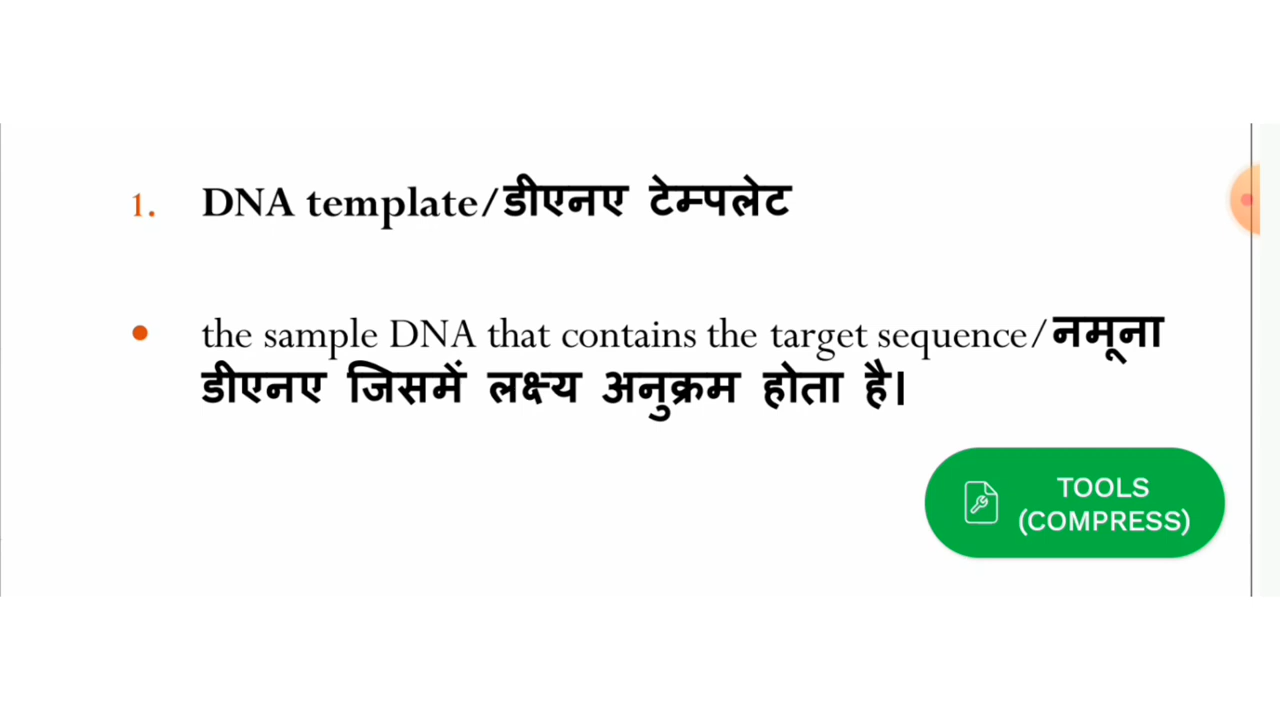 1. DNA template/डीएनए टेम्पलेट
• the sample DNA that contains the target sequence/नमूना
डीएनए जिसमें लक्ष्य अनुक्रम होता है।
TOOLS
(COMPRESS)